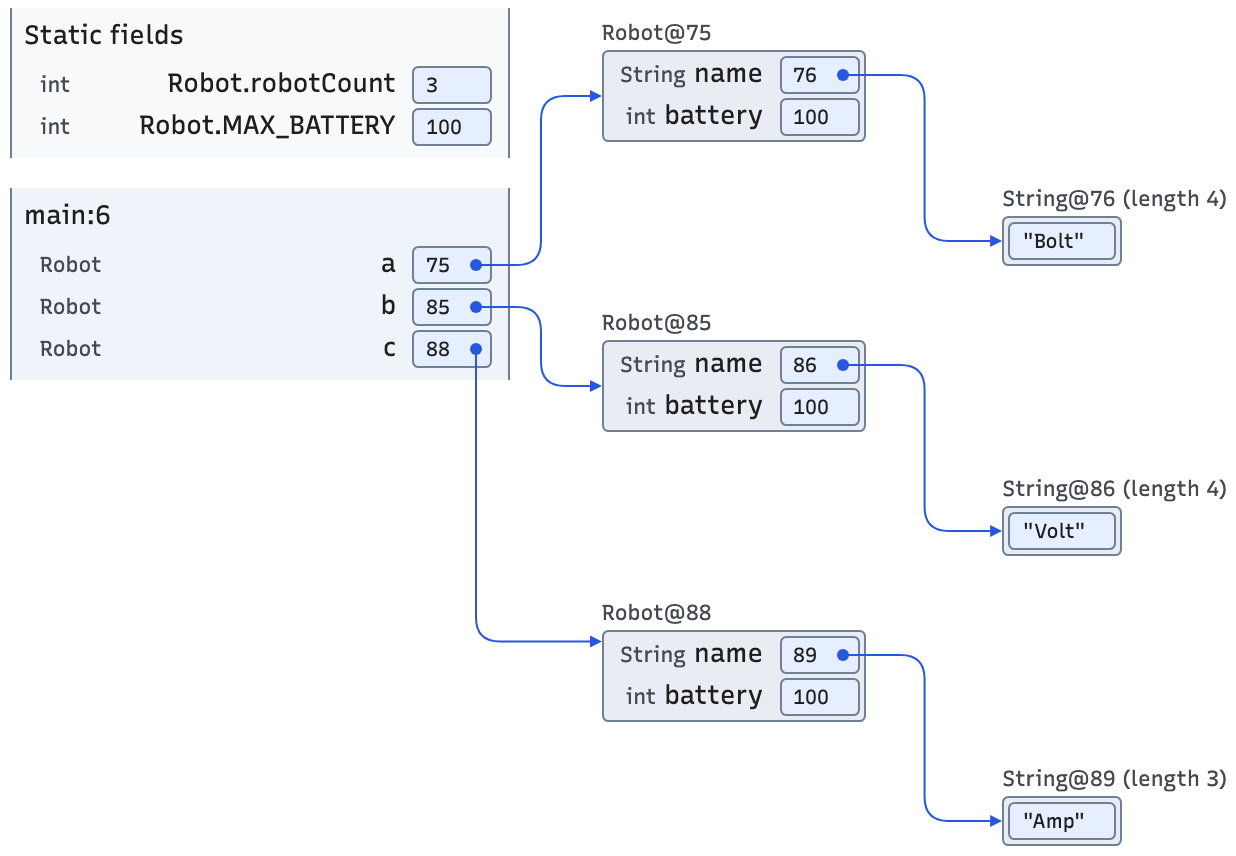 Static fields
int Robot.robotCount 3
int Robot.MAX_BATTERY 100
main:6
Robot a 75
Robot b 85
Robot c 88
Robot@75
String name 76
int battery 100
String@76 (length 4)
"Bolt"
Robot@85
String name 86
int battery 100
String@86 (length 4)
"Volt"
Robot@88
String name 89
int battery 100
String@89 (length 3)
"Amp"